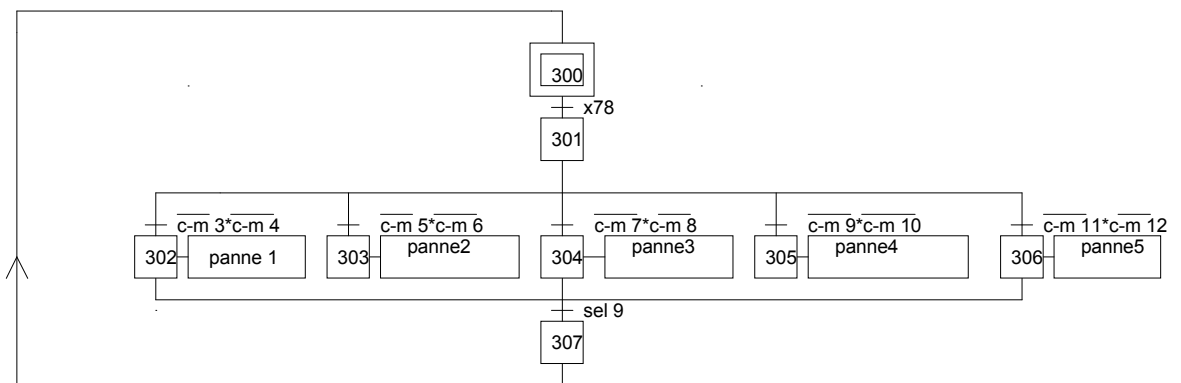 300
x78
301
c-m 3*c-m 4
c-m 5*c-m 6
c-m 7*c-m 8
c-m 9*c-m 10
c-m 11*c-m 12
302
panne 1
303
panne2
304
panne3
305
panne4
306
panne5
sel 9
307